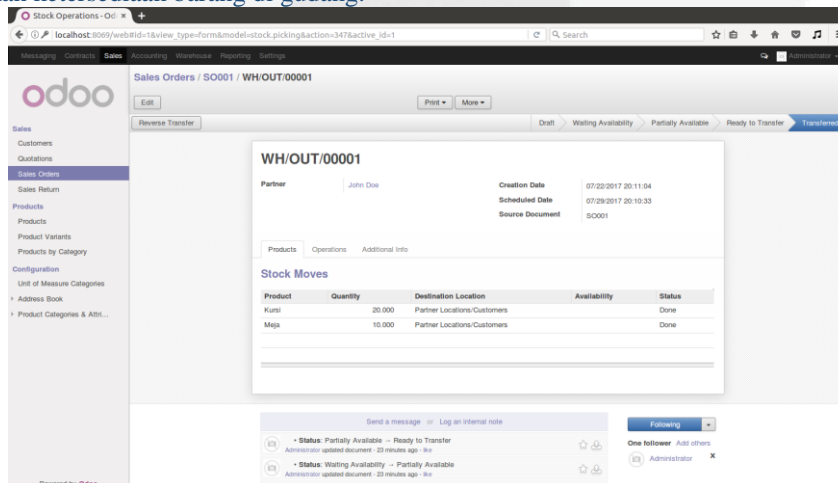 ketersediaan barang di gudang.
Stock Operations - Od
localhost:8069/web#id=1&view_type=form&model=stock.picking&action=347&active_id=1
Search
Messaging Contracts Sales Accounting Warehouse Reporting Settings
Administrator
odoo
Sales Orders / SO001 / WH/OUT/00001
Edit
Print
More
Reverse Transfer
Draft
Waiting Availability
Partially Available
Ready to Transfer
Transferred
Sales
Customers
Quotations
Sales Orders
Sales Return
Products
Products
Product Variants
Products by Category
Configuration
Unit of Measure Categories
Address Book
Product Categories & Attri...
WH/OUT/00001
Partner John Doe
Creation Date 07/22/2017 20:11:04
Scheduled Date 07/29/2017 20:10:33
Source Document SO001
Products Operations Additional Info
Stock Moves
Product Quantity Destination Location Availability Status
Kursi 20.000 Partner Locations/Customers Done
Meja 10.000 Partner Locations/Customers Done
Send a message or Log an internal note
• Status: Partially Available → Ready to Transfer
Administrator updated document - 23 minutes ago - like
• Status: Waiting Availability → Partially Available
Administrator updated document - 23 minutes ago - like
Following
One follower Add others
Administrator X